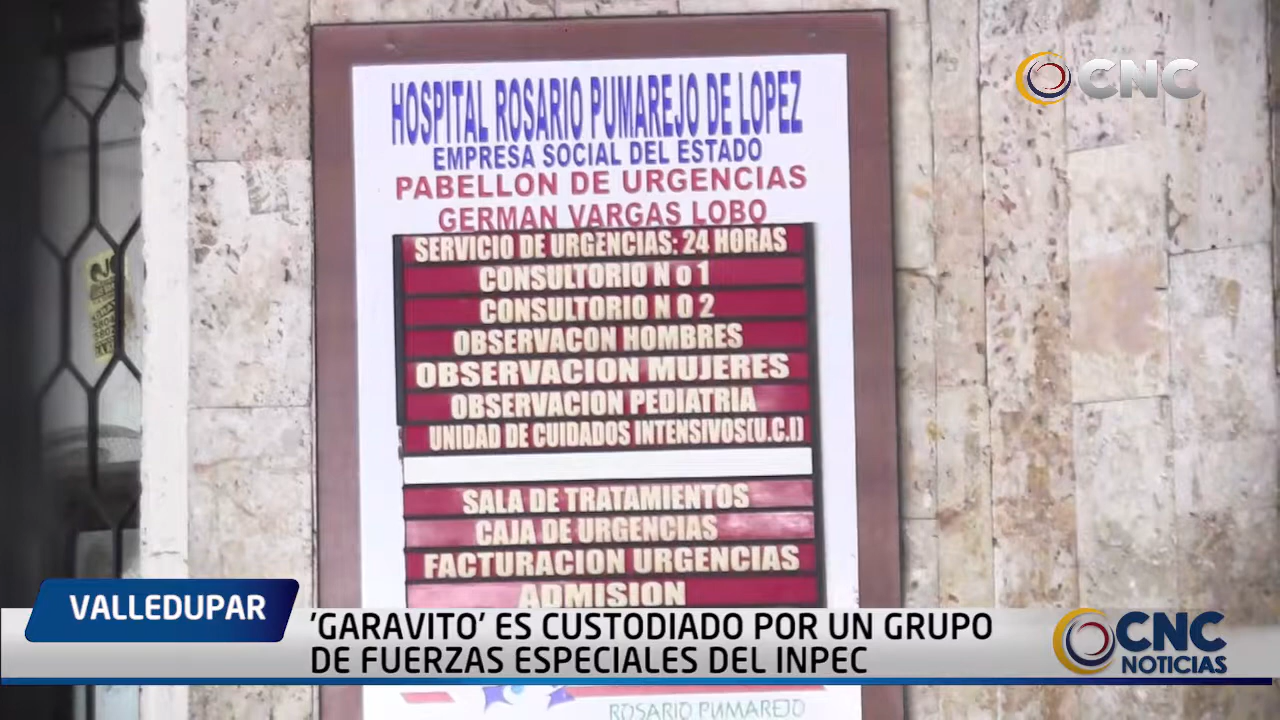 CNC
HOSPITAL ROSARIO PUMAREJO DE LOPEZ
EMPRESA SOCIAL DEL ESTADO
PABELLON DE URGENCIAS
GERMAN VARGAS LOBO
SERVICIO DE URGENCIAS: 24 HORAS
CONSULTORIO N o 1
CONSULTORIO N O 2
OBSERVACON HOMBRES
OBSERVACION MUJERES
OBSERVACION PEDIATRIA
UNIDAD DE CUIDADOS INTENSIVOS(U.C.I)
SALA DE TRATAMIENTOS
CAJA DE URGENCIAS
FACTURACION URGENCIAS
ADMISION
VALLEDUPAR
'GARAVITO' ES CUSTODIADO POR UN GRUPO
DE FUERZAS ESPECIALES DEL INPEC
CNC
NOTICIAS
ROSARIO PUMAREJO